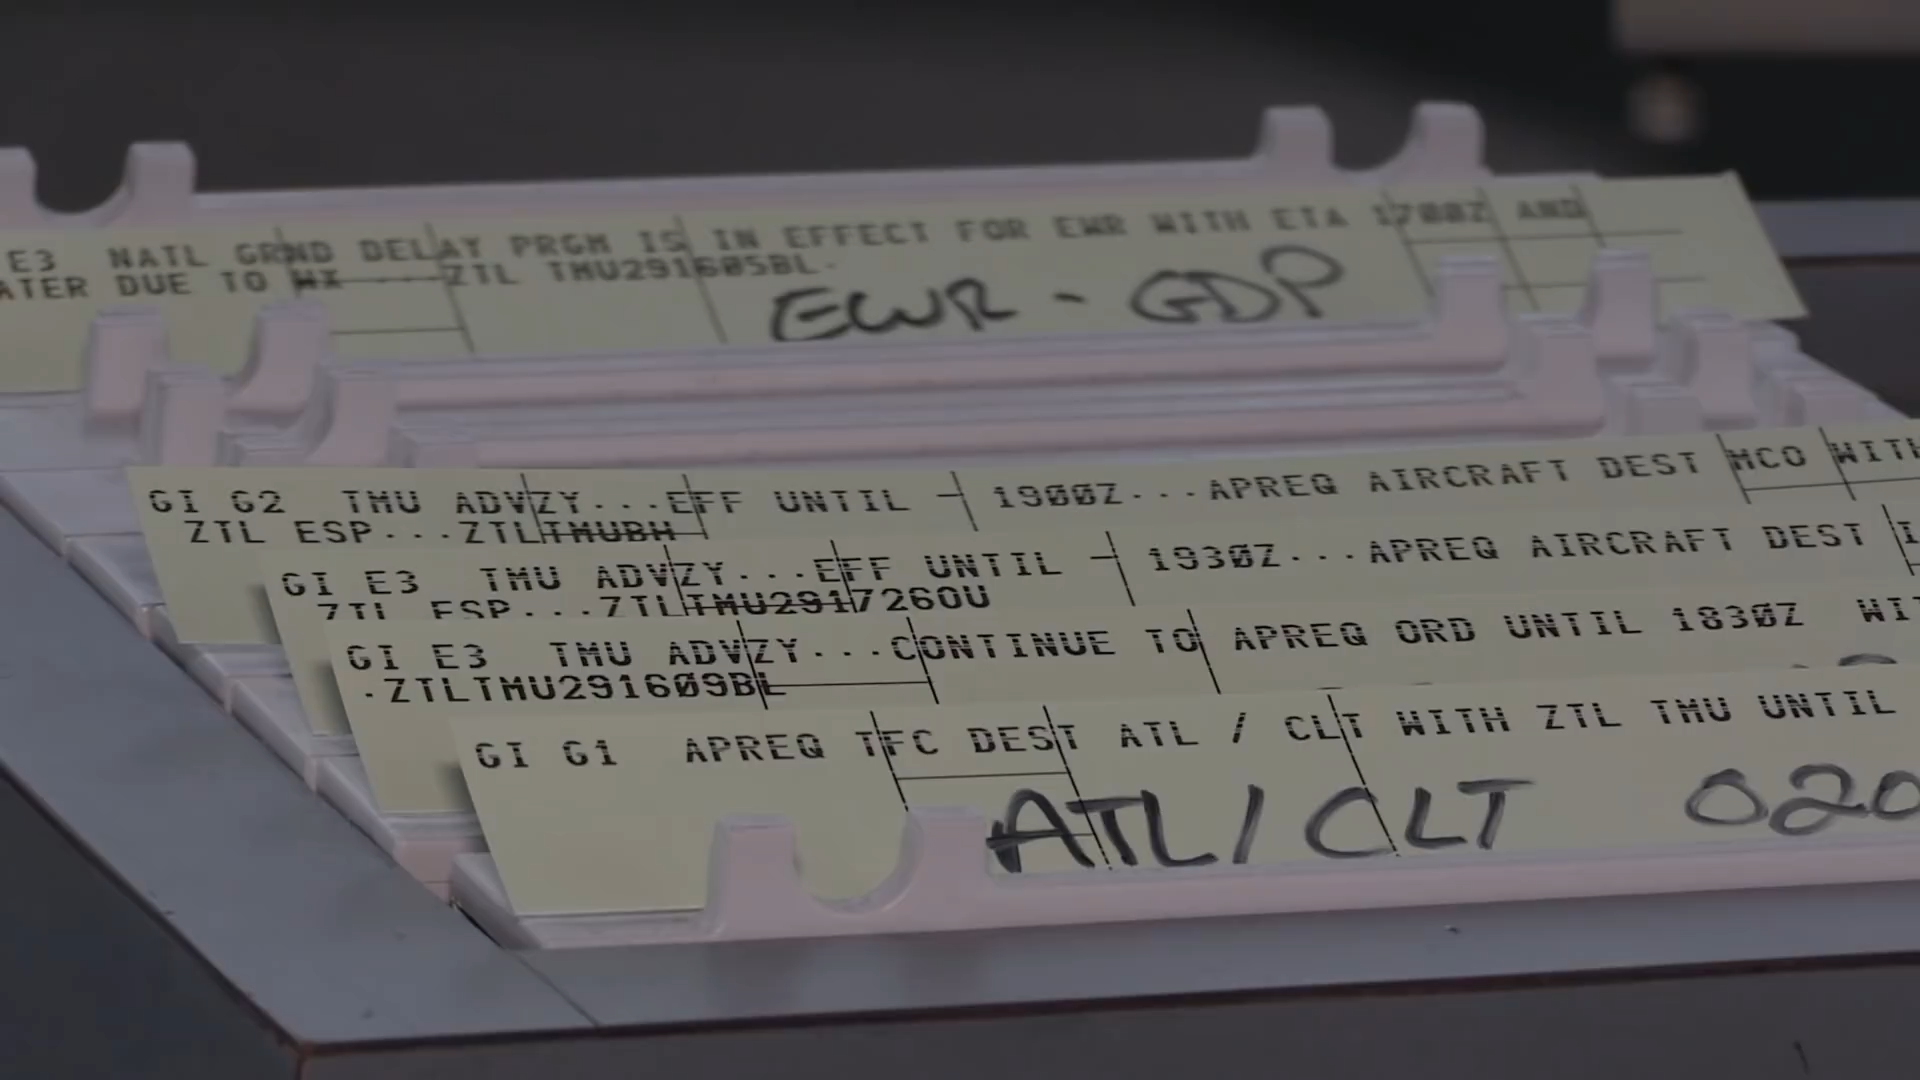 E3 NATL GRND DELAY PRGM IS IN EFFECT FOR EWR WITH ETA 1700Z AND
ATER DUE TO WX ZTL TMU291605BL.
EWR - GDP
GI G2 TMU ADVZY...EFF UNTIL - 1900Z...APREQ AIRCRAFT DEST MCO WITH
ZTL ESP...ZTLTMUBH
GI E3 TMU ADVZY...EFF UNTIL - 1930Z...APREQ AIRCRAFT DEST
ZTL ESP...ZTLTMU291726OU
GI E3 TMU ADVZY...CONTINUE TO APREQ ORD UNTIL 1830Z WI
.ZTLTMU291609BL
GI G1 APREQ TFC DEST ATL / CLT WITH ZTL TMU UNTIL
ATL/CLT 020